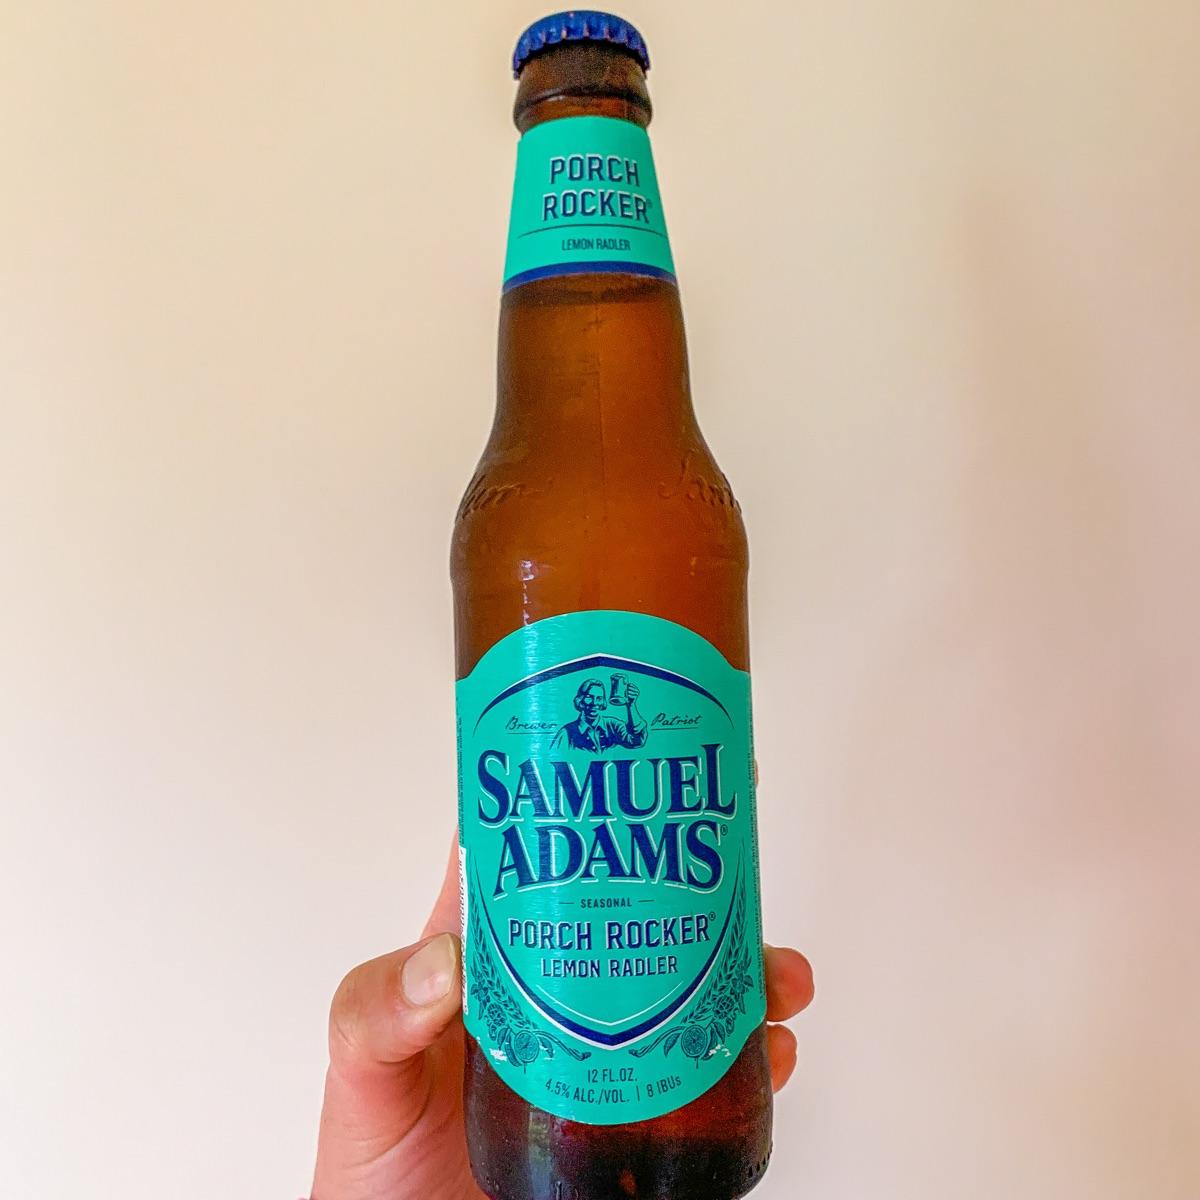 PORCH
ROCKER®
LEMON RADLER
Brewer Patriot
SAMUEL
ADAMS®
SEASONAL
PORCH ROCKER®
LEMON RADLER
12 FL.OZ.
4.5% ALC./VOL. | 8 IBUs